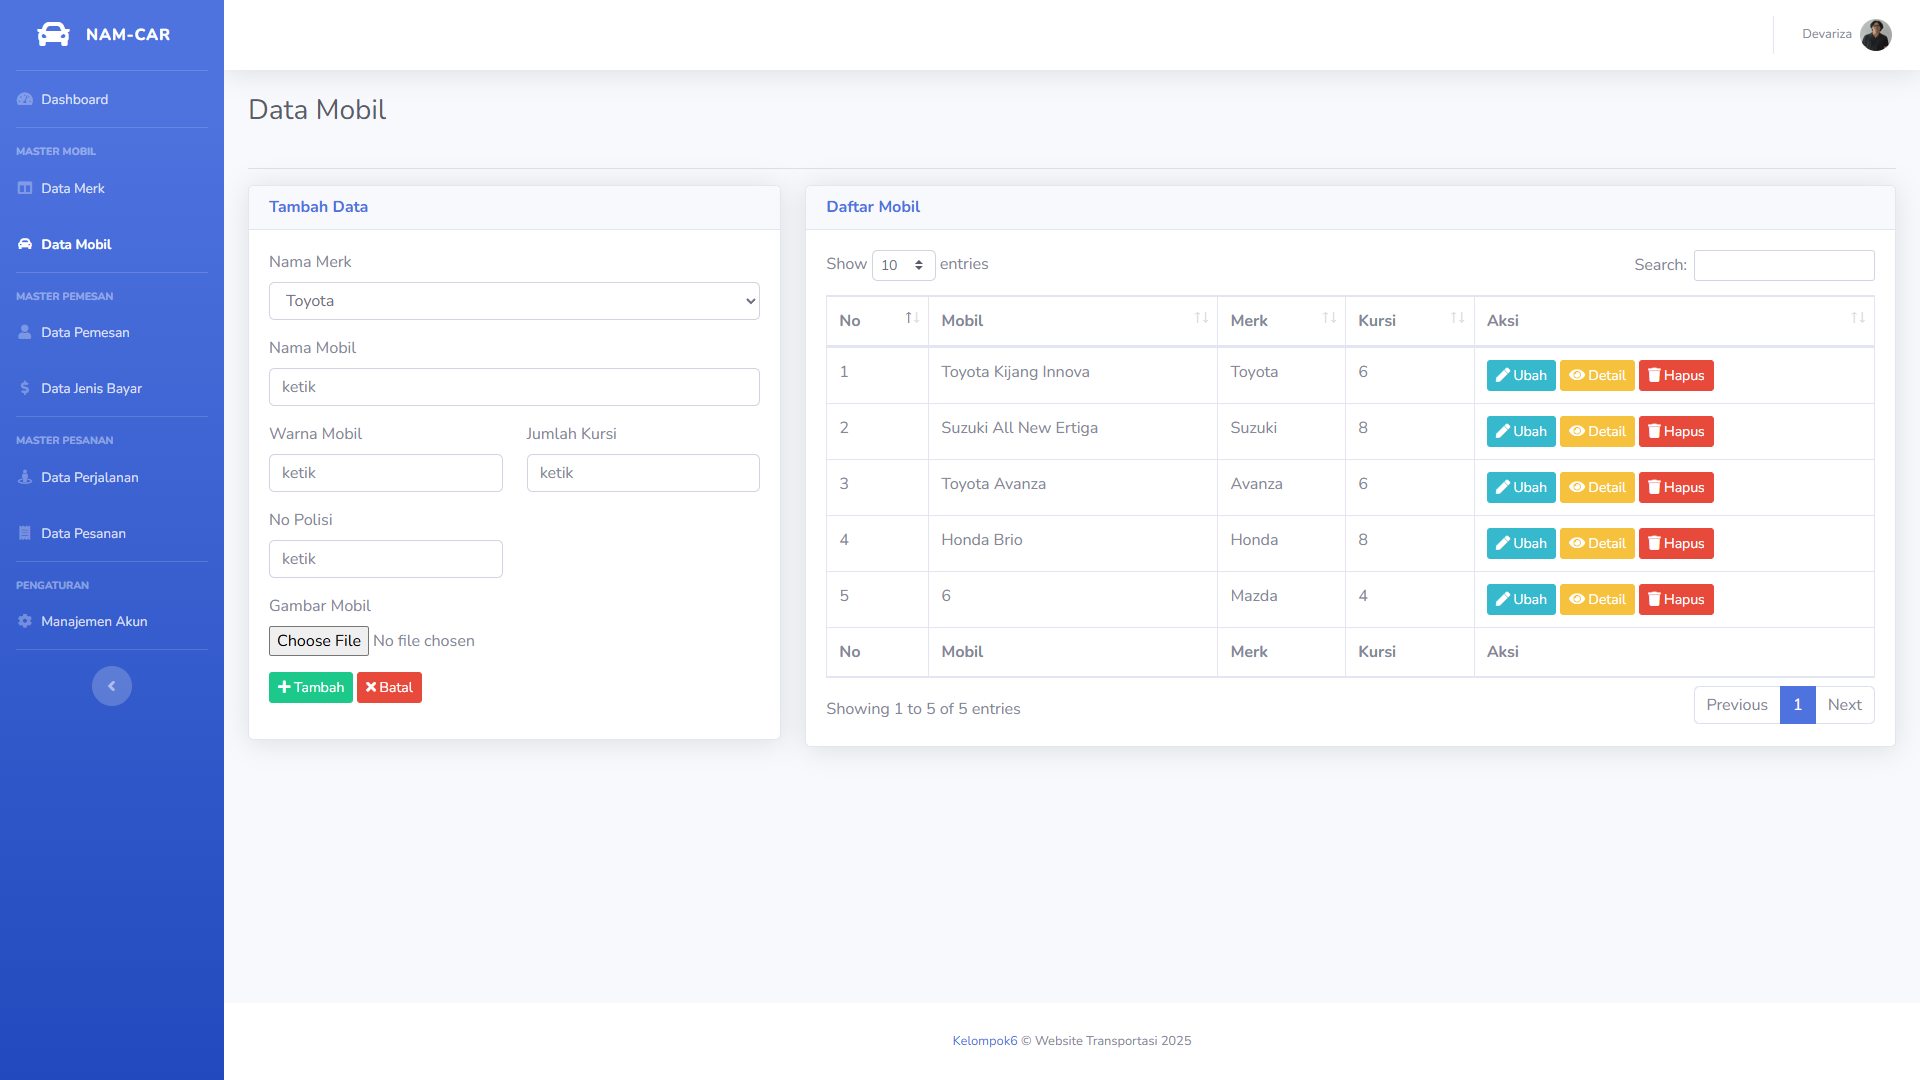 NAM-CAR
Devariza
Dashboard
MASTER MOBIL
Data Merk
Data Mobil
MASTER PEMESAN
Data Pemesan
Data Jenis Bayar
MASTER PESANAN
Data Perjalanan
Data Pesanan
PENGATURAN
Manajemen Akun
Data Mobil
Tambah Data
Nama Merk
Toyota
Nama Mobil
ketik
Warna Mobil Jumlah Kursi
ketik ketik
No Polisi
ketik
Gambar Mobil
Choose File No file chosen
Tambah Batal
Daftar Mobil
Show 10 entries Search:
No Mobil Merk Kursi Aksi
1 Toyota Kijang Innova Toyota 6 Ubah Detail Hapus
2 Suzuki All New Ertiga Suzuki 8 Ubah Detail Hapus
3 Toyota Avanza Avanza 6 Ubah Detail Hapus
4 Honda Brio Honda 8 Ubah Detail Hapus
5 6 Mazda 4 Ubah Detail Hapus
No Mobil Merk Kursi Aksi
Showing 1 to 5 of 5 entries Previous 1 Next
Kelompok6 © Website Transportasi 2025